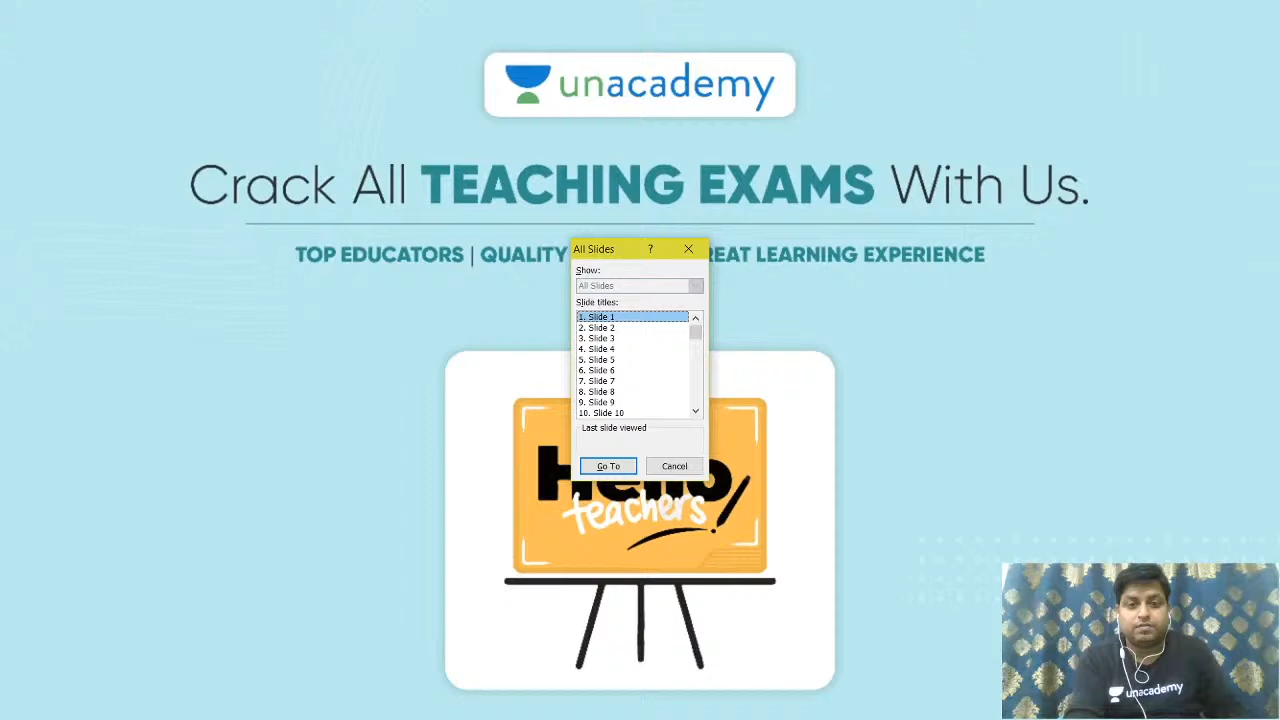 unacademy
Crack All TEACHING EXAMS With Us.
TOP EDUCATORS | QUALITY REAT LEARNING EXPERIENCE
All Slides ?
Show:
All Slides
Slide titles:
1. Slide 1
2. Slide 2
3. Slide 3
4. Slide 4
5. Slide 5
6. Slide 6
7. Slide 7
8. Slide 8
9. Slide 9
10. Slide 10
Last slide viewed
Go To Cancel
Hello
teachers
unacademy